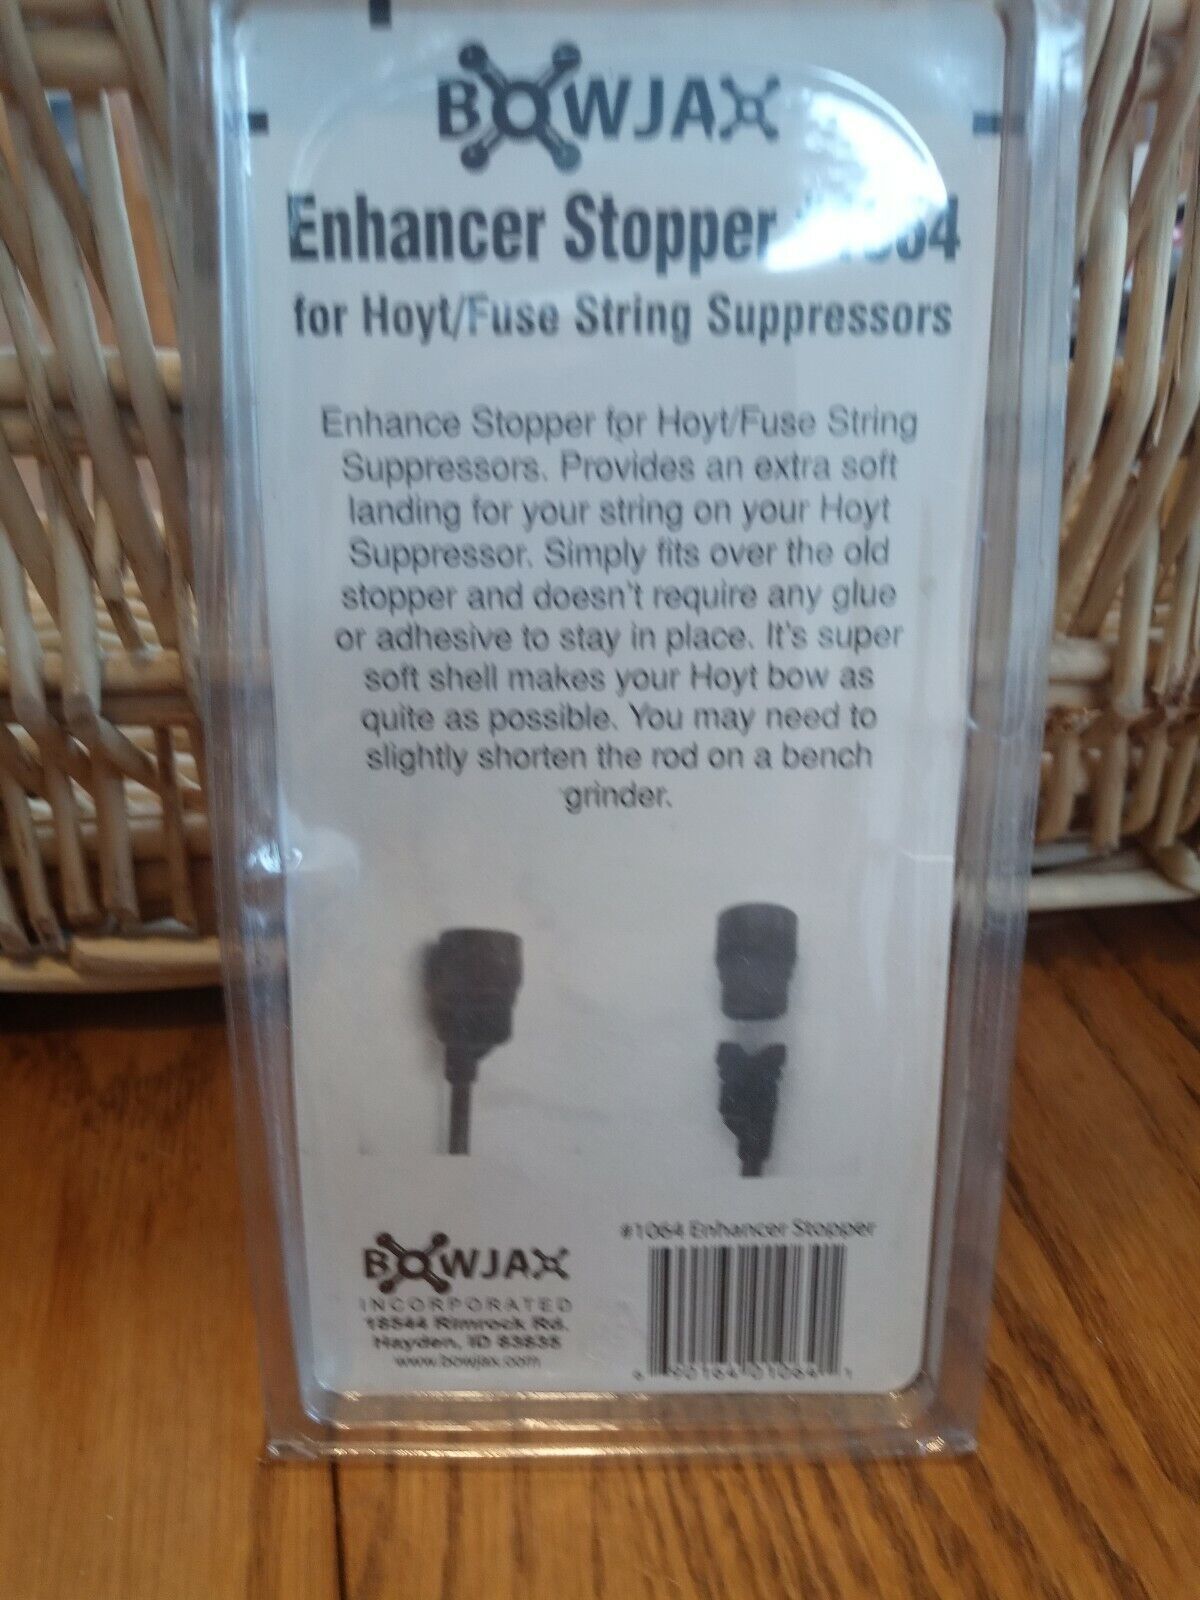 BOWJAX
Enhancer Stopper
for Hoyt/Fuse String Suppressors
Enhance Stopper for Hoyt/Fuse String
Suppressors. Provides an extra soft
landing for your string on your Hoyt
Suppressor. Simply fits over the old
stopper and doesn't require any glue
or adhesive to stay in place. It's super
soft shell makes your Hoyt bow as
quite as possible. You may need to
slightly shorten the rod on a bench
grinder.
#1064 Enhancer Stopper
BOWJAX
INCORPORATED
18544 Rimrock Rd.
Hayden, ID 83835
www.bowjax.com